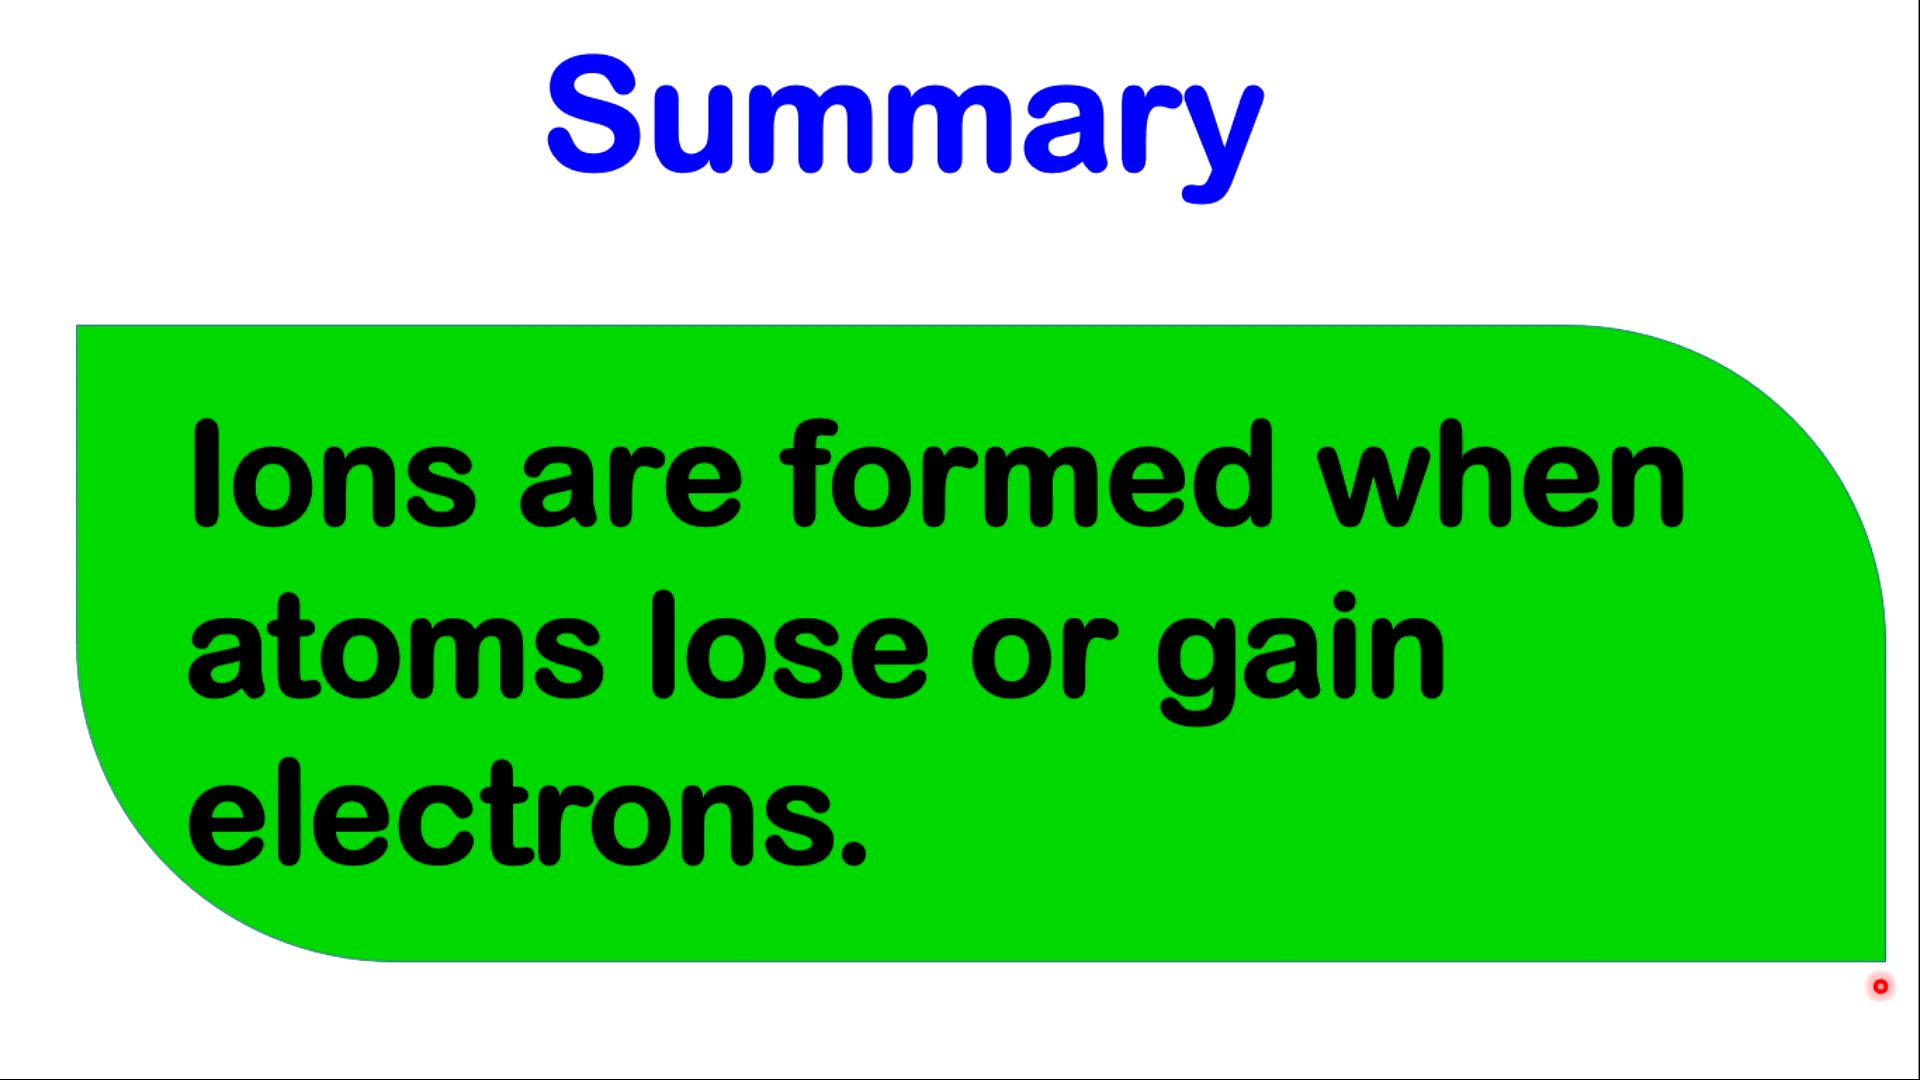 Summary
Ions are formed when
atoms lose or gain
electrons.